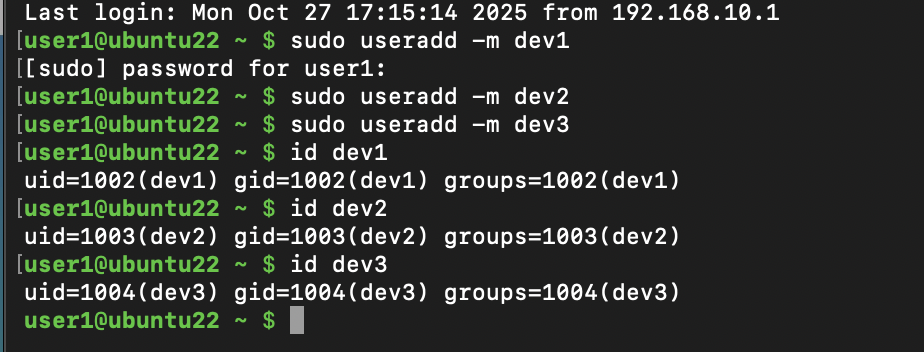 Last login: Mon Oct 27 17:15:14 2025 from 192.168.10.1
[user1@ubuntu22 ~ $ sudo useradd -m dev1
[[sudo] password for user1:
[user1@ubuntu22 ~ $ sudo useradd -m dev2
[user1@ubuntu22 ~ $ sudo useradd -m dev3
[user1@ubuntu22 ~ $ id dev1
uid=1002(dev1) gid=1002(dev1) groups=1002(dev1)
[user1@ubuntu22 ~ $ id dev2
uid=1003(dev2) gid=1003(dev2) groups=1003(dev2)
[user1@ubuntu22 ~ $ id dev3
uid=1004(dev3) gid=1004(dev3) groups=1004(dev3)
user1@ubuntu22 ~ $